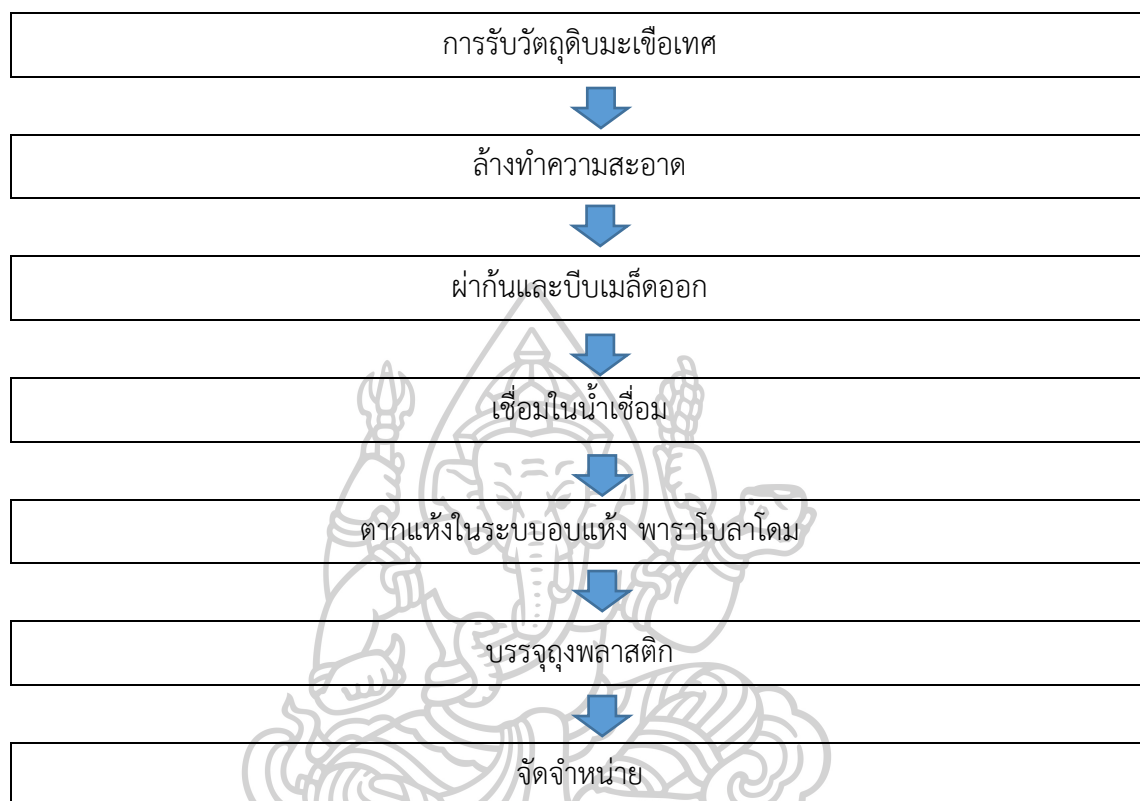 การรับวัตถุดิบมะเขือเทศ
ล้างทำความสะอาด
ผ่าก้นและบีบเมล็ดออก
เชื่อมในน้ำเชื่อม
ตากแห้งในระบบอบแห้ง พาราโบลาโดม
บรรจุถุงพลาสติก
จัดจำหน่าย